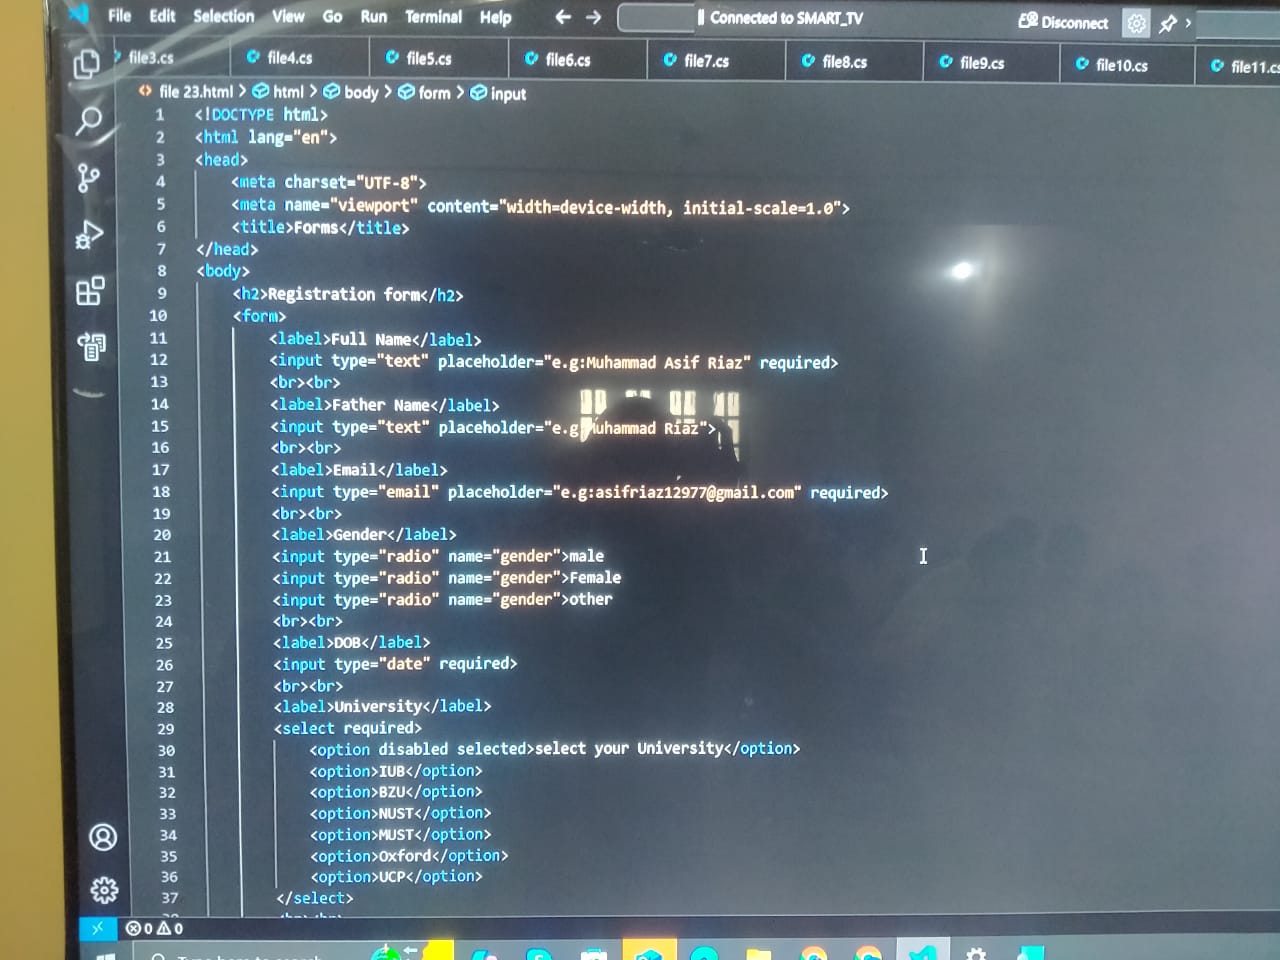 File Edit Selection View Go Run Terminal Help Connected to SMART_TV Disconnect
file3.cs file4.cs file5.cs file6.cs file7.cs file8.cs file9.cs file10.cs file11.cs
file 23.html > html > body > form > input
1 <!DOCTYPE html>
2 <html lang="en">
3 <head>
4 <meta charset="UTF-8">
5 <meta name="viewport" content="width=device-width, initial-scale=1.0">
6 <title>Forms</title>
7 </head>
8 <body>
9 <h2>Registration form</h2>
10 <form>
11 <label>Full Name</label>
12 <input type="text" placeholder="e.g:Muhammad Asif Riaz" required>
13 <br><br>
14 <label>Father Name</label>
15 <input type="text" placeholder="e.g:Muhammad Riaz">
16 <br><br>
17 <label>Email</label>
18 <input type="email" placeholder="e.g:asifriaz12977@gmail.com" required>
19 <br><br>
20 <label>Gender</label>
21 <input type="radio" name="gender">male
22 <input type="radio" name="gender">Female
23 <input type="radio" name="gender">other
24 <br><br>
25 <label>DOB</label>
26 <input type="date" required>
27 <br><br>
28 <label>University</label>
29 <select required>
30 <option disabled selected>select your University</option>
31 <option>IUB</option>
32 <option>BZU</option>
33 <option>NUST</option>
34 <option>MUST</option>
35 <option>Oxford</option>
36 <option>UCP</option>
37 </select>
0 0